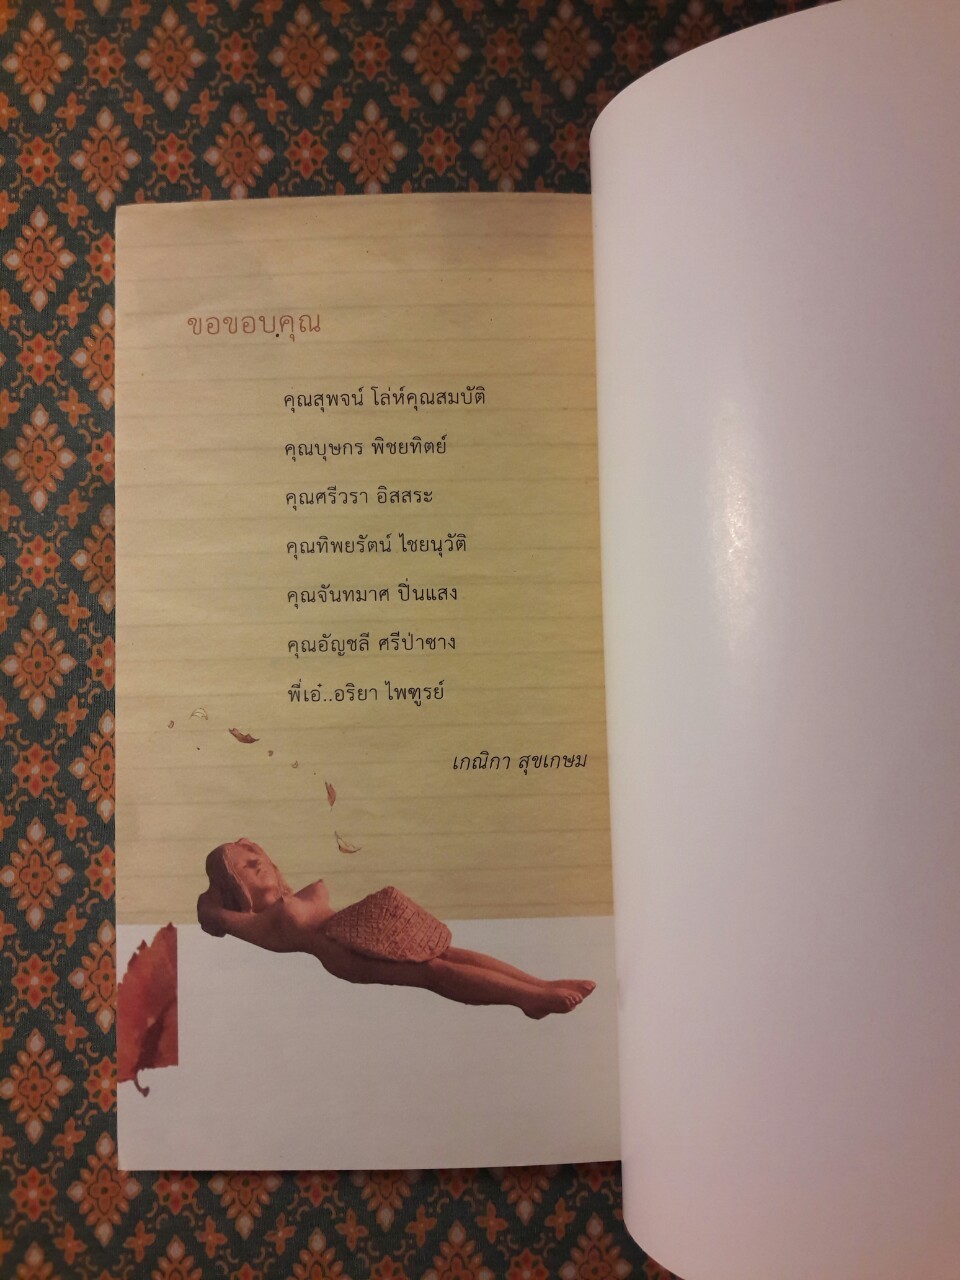 ขอขอบคุณ
คุณสุพจน์ โล่ห์คุณสมบัติ
คุณบุษกร พิชยทิตย์
คุณศรีวรา อิสสระ
คุณทิพยรัตน์ ไชยนุวัติ
คุณจันทมาศ ปิ่นแสง
คุณอัญชลี ศรีป่าซาง
พี่เอ๋..อริยา ไพฑูรย์
เกณิกา สุขเกษม